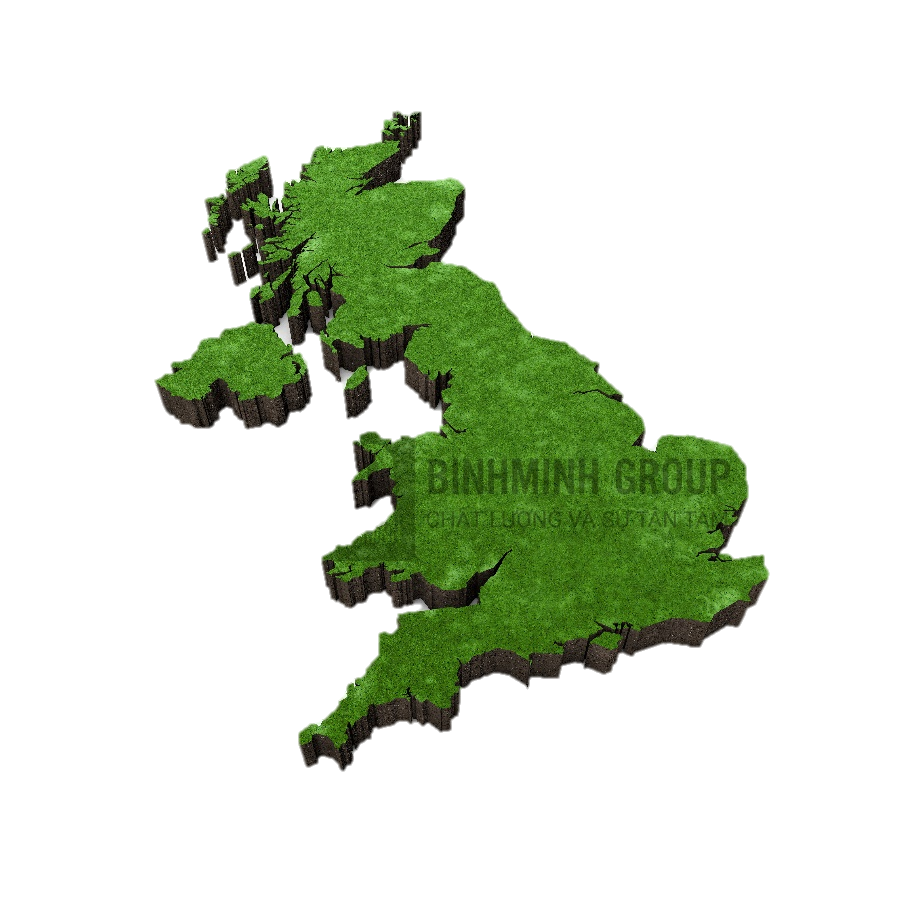 BINHMINH GROUP
CHẤT LƯỢNG VÀ SỰ TẬN TÂM